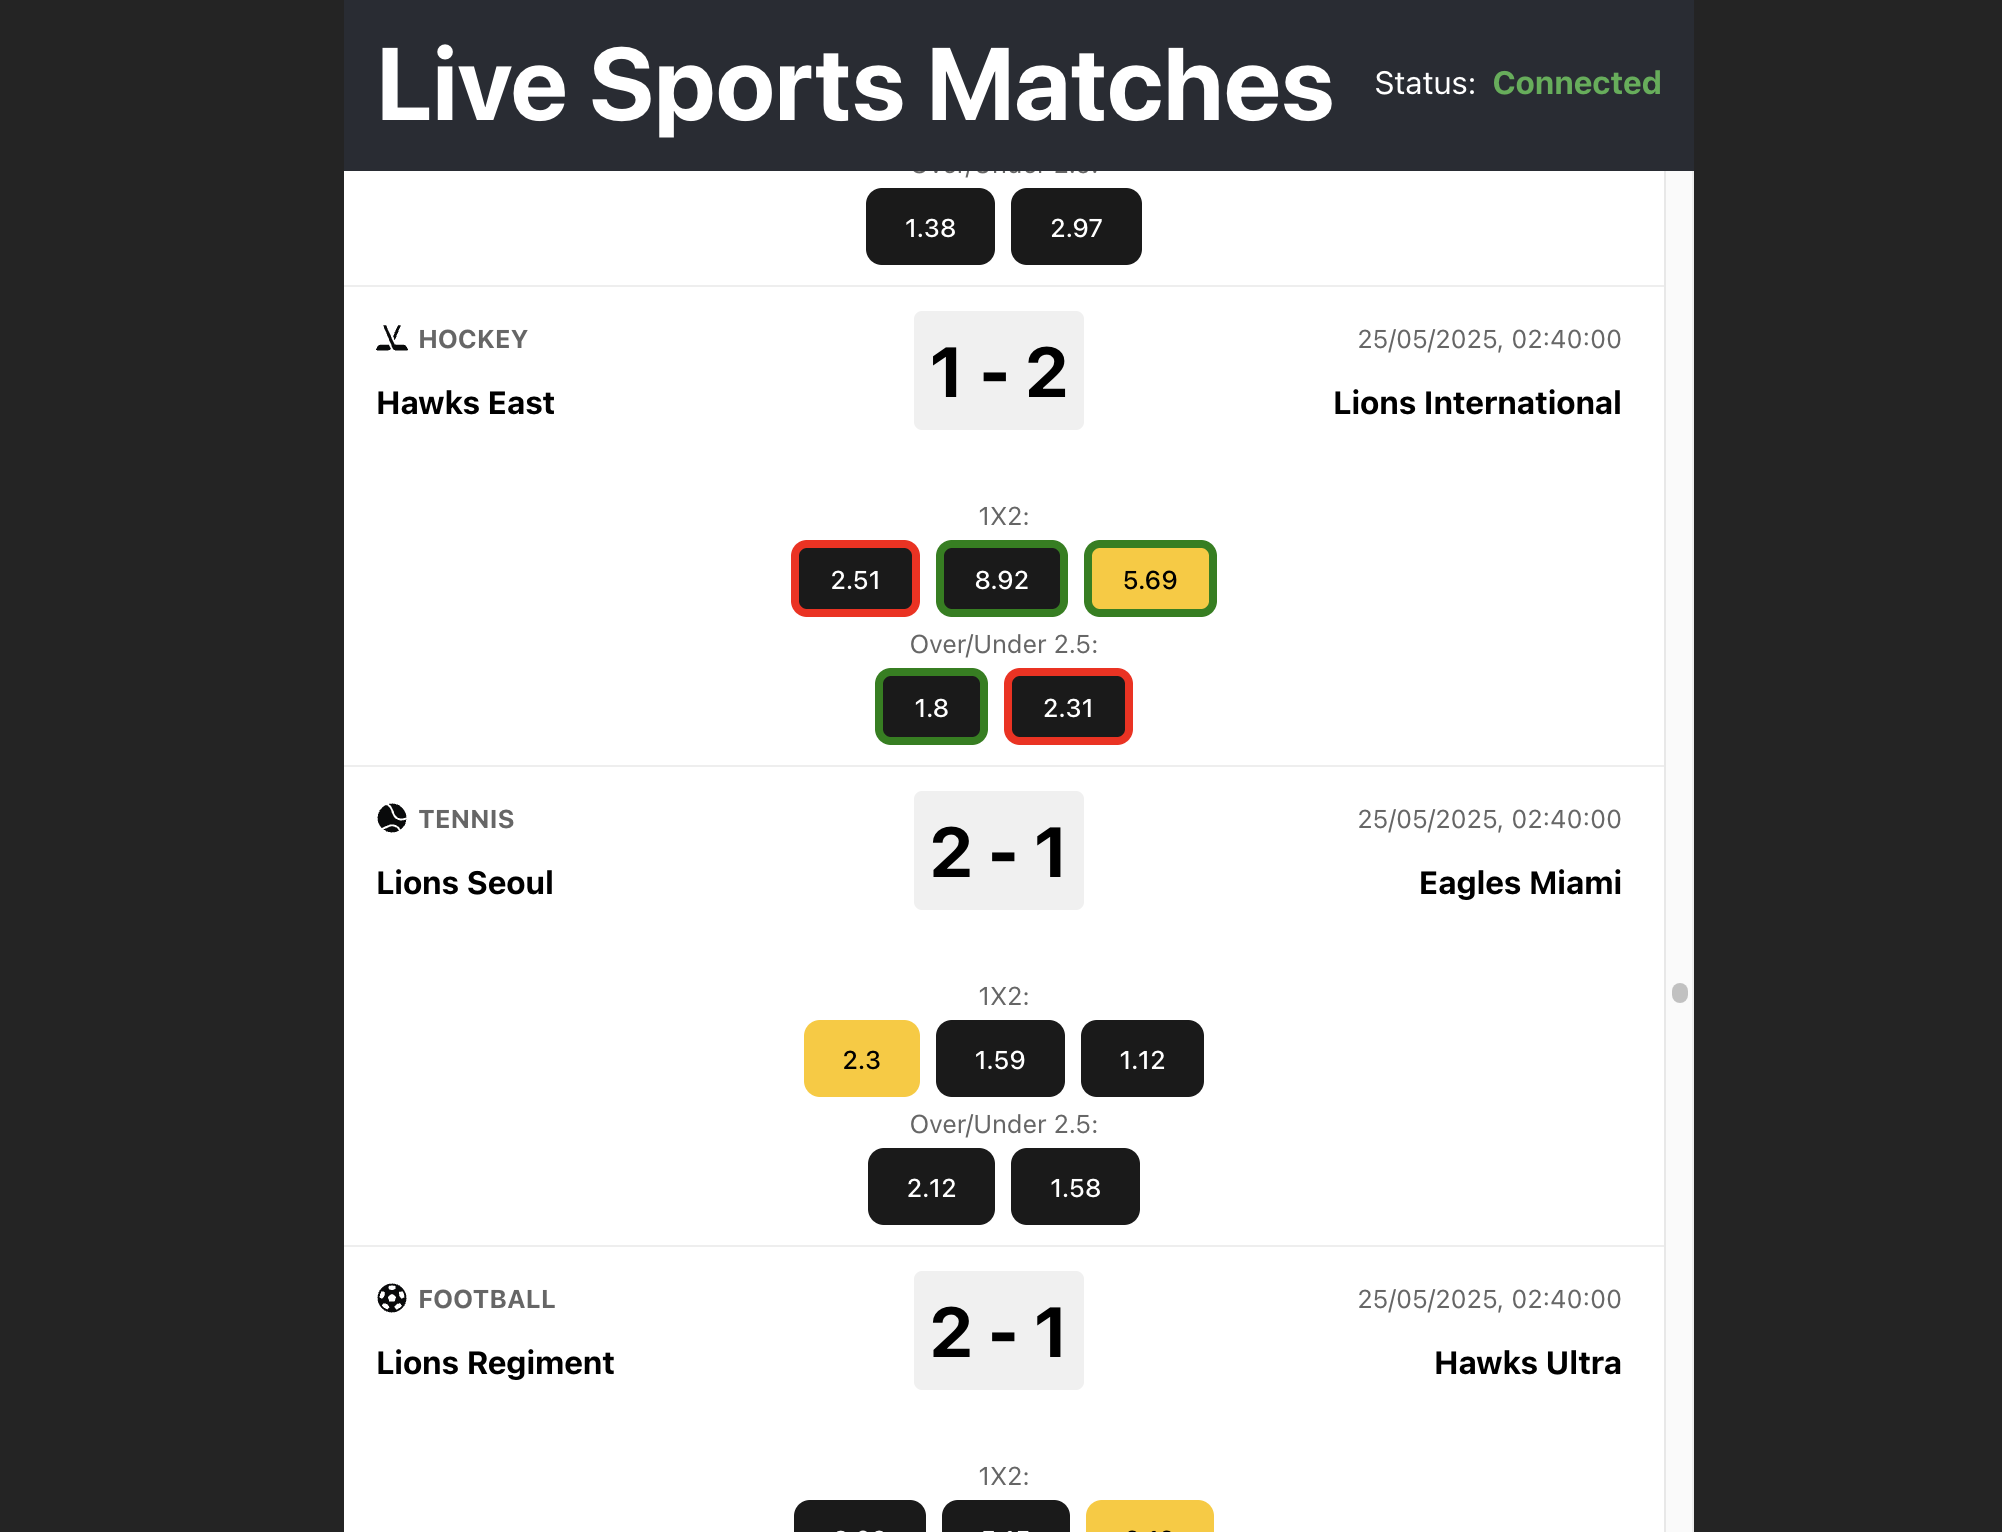 Live Sports Matches
Status: Connected
1.38 2.97
HOCKEY
1 - 2
25/05/2025, 02:40:00
Hawks East
Lions International
1X2:
2.51 8.92 5.69
Over/Under 2.5:
1.8 2.31
TENNIS
2 - 1
25/05/2025, 02:40:00
Lions Seoul
Eagles Miami
1X2:
2.3 1.59 1.12
Over/Under 2.5:
2.12 1.58
FOOTBALL
2 - 1
25/05/2025, 02:40:00
Lions Regiment
Hawks Ultra
1X2: